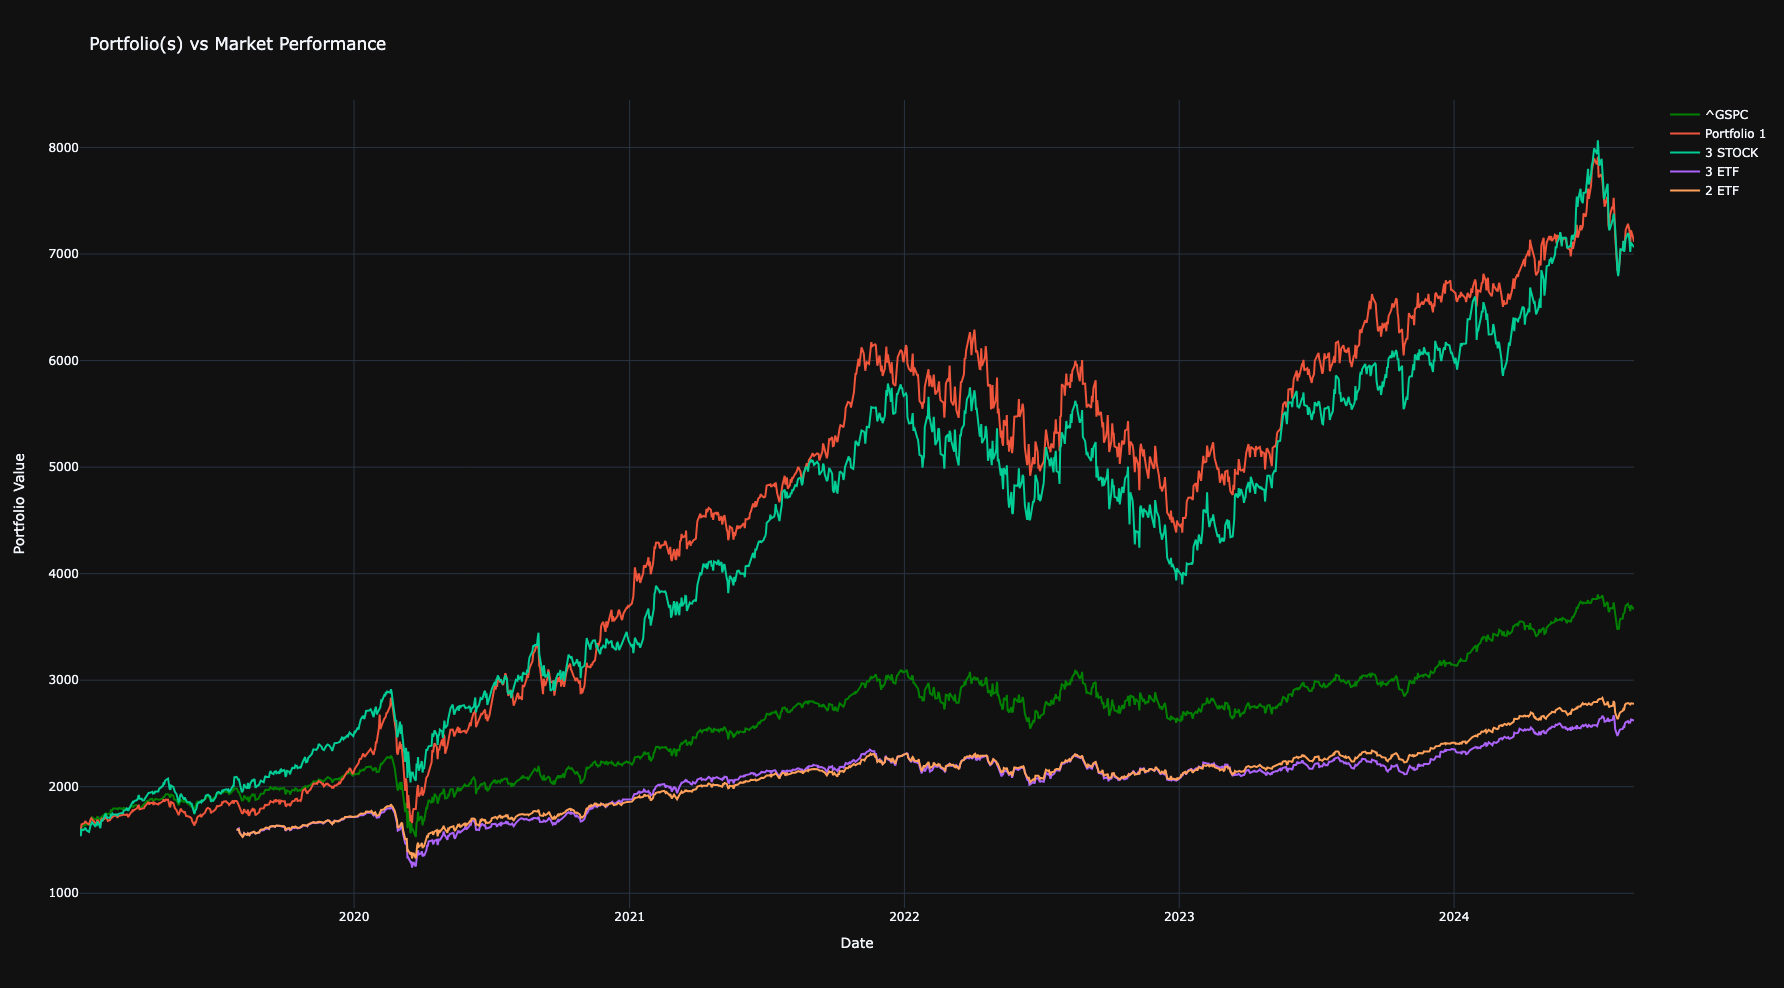 Portfolio(s) vs Market Performance
^GSPC
Portfolio 1
3 STOCK
3 ETF
2 ETF
8000
7000
6000
5000
4000
3000
2000
1000
Portfolio Value
2020
2021
2022
2023
2024
Date